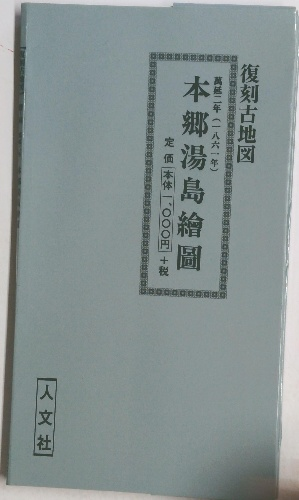 復刻古地図
萬延二年(一八六一年)
本郷湯島繪圖
定価 本体一、〇〇〇円 +税
人文社